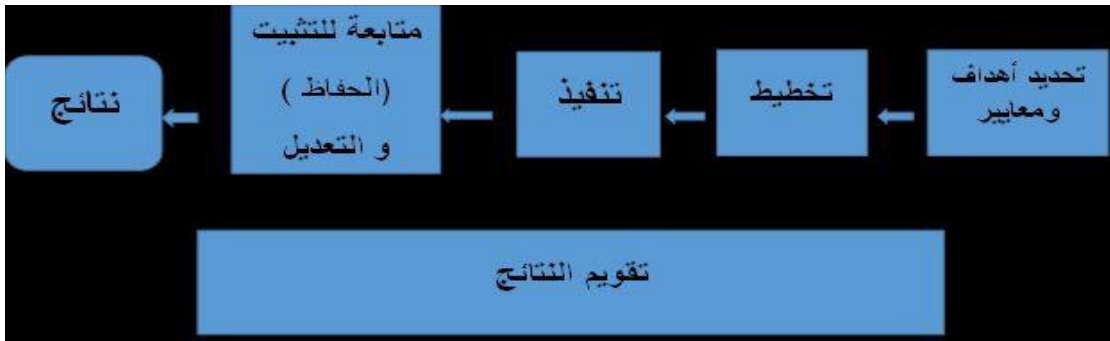 تحديد أهداف
ومعايير
تخطيط
تنفيذ
متابعة للتثبيت
(الحفاظ )
و التعديل
نتائج
تقويم النتائج